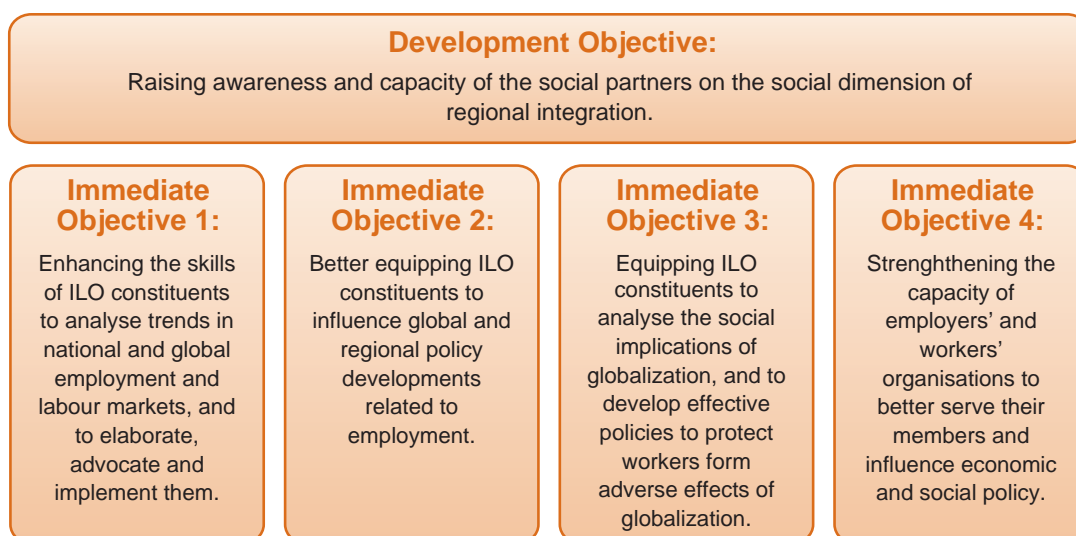 Development Objective:
Raising awareness and capacity of the social partners on the social dimension of
regional integration.
Immediate
Objective 1:
Enhancing the skills
of ILO constituents
to analyse trends in
national and global
employment and
labour markets, and
to elaborate,
advocate and
implement them.
Immediate
Objective 2:
Better equipping ILO
constituents to
influence global and
regional policy
developments
related to
employment.
Immediate
Objective 3:
Equipping ILO
constituents to
analyse the social
implications of
globalization, and to
develop effective
policies to protect
workers form
adverse effects of
globalization.
Immediate
Objective 4:
Strenghthening the
capacity of
employers’ and
workers’
organisations to
better serve their
members and
influence economic
and social policy.